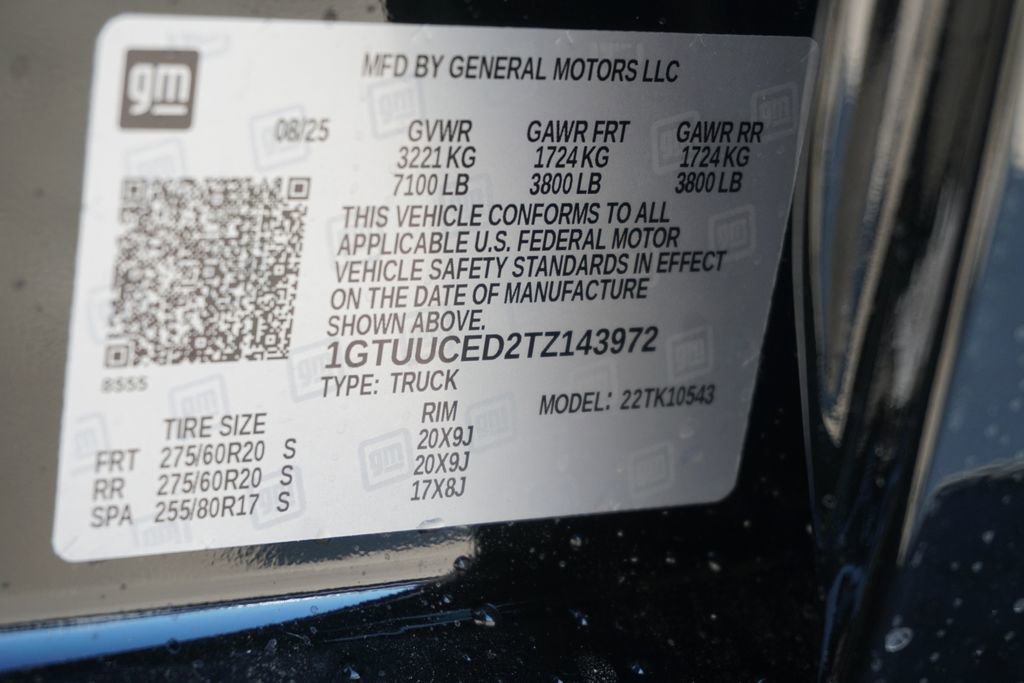 gm
MFD BY GENERAL MOTORS LLC
08/25 GVWR GAWR FRT GAWR RR
3221 KG 1724 KG 1724 KG
7100 LB 3800 LB 3800 LB
THIS VEHICLE CONFORMS TO ALL
APPLICABLE U.S. FEDERAL MOTOR
VEHICLE SAFETY STANDARDS IN EFFECT
ON THE DATE OF MANUFACTURE
SHOWN ABOVE.
1GTUUCED2TZ143972
8555
TYPE: TRUCK
MODEL: 22TK10543
TIRE SIZE RIM
FRT 275/60R20 S 20X9J
RR 275/60R20 S 20X9J
SPA 255/80R17 S 17X8J